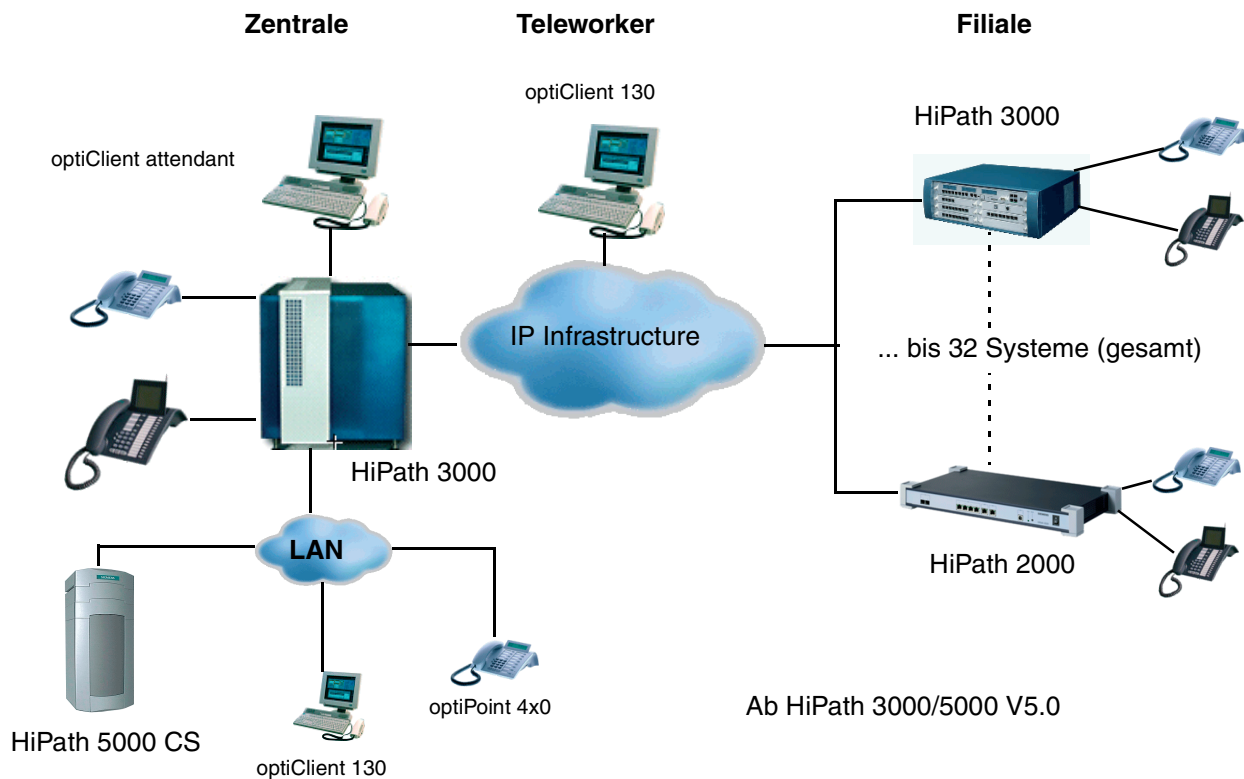 Zentrale
Teleworker
Filiale
optiClient 130
HiPath 3000
optiClient attendant
IP Infrastructure
... bis 32 Systeme (gesamt)
HiPath 3000
LAN
HiPath 2000
optiPoint 4x0
Ab HiPath 3000/5000 V5.0
HiPath 5000 CS
optiClient 130